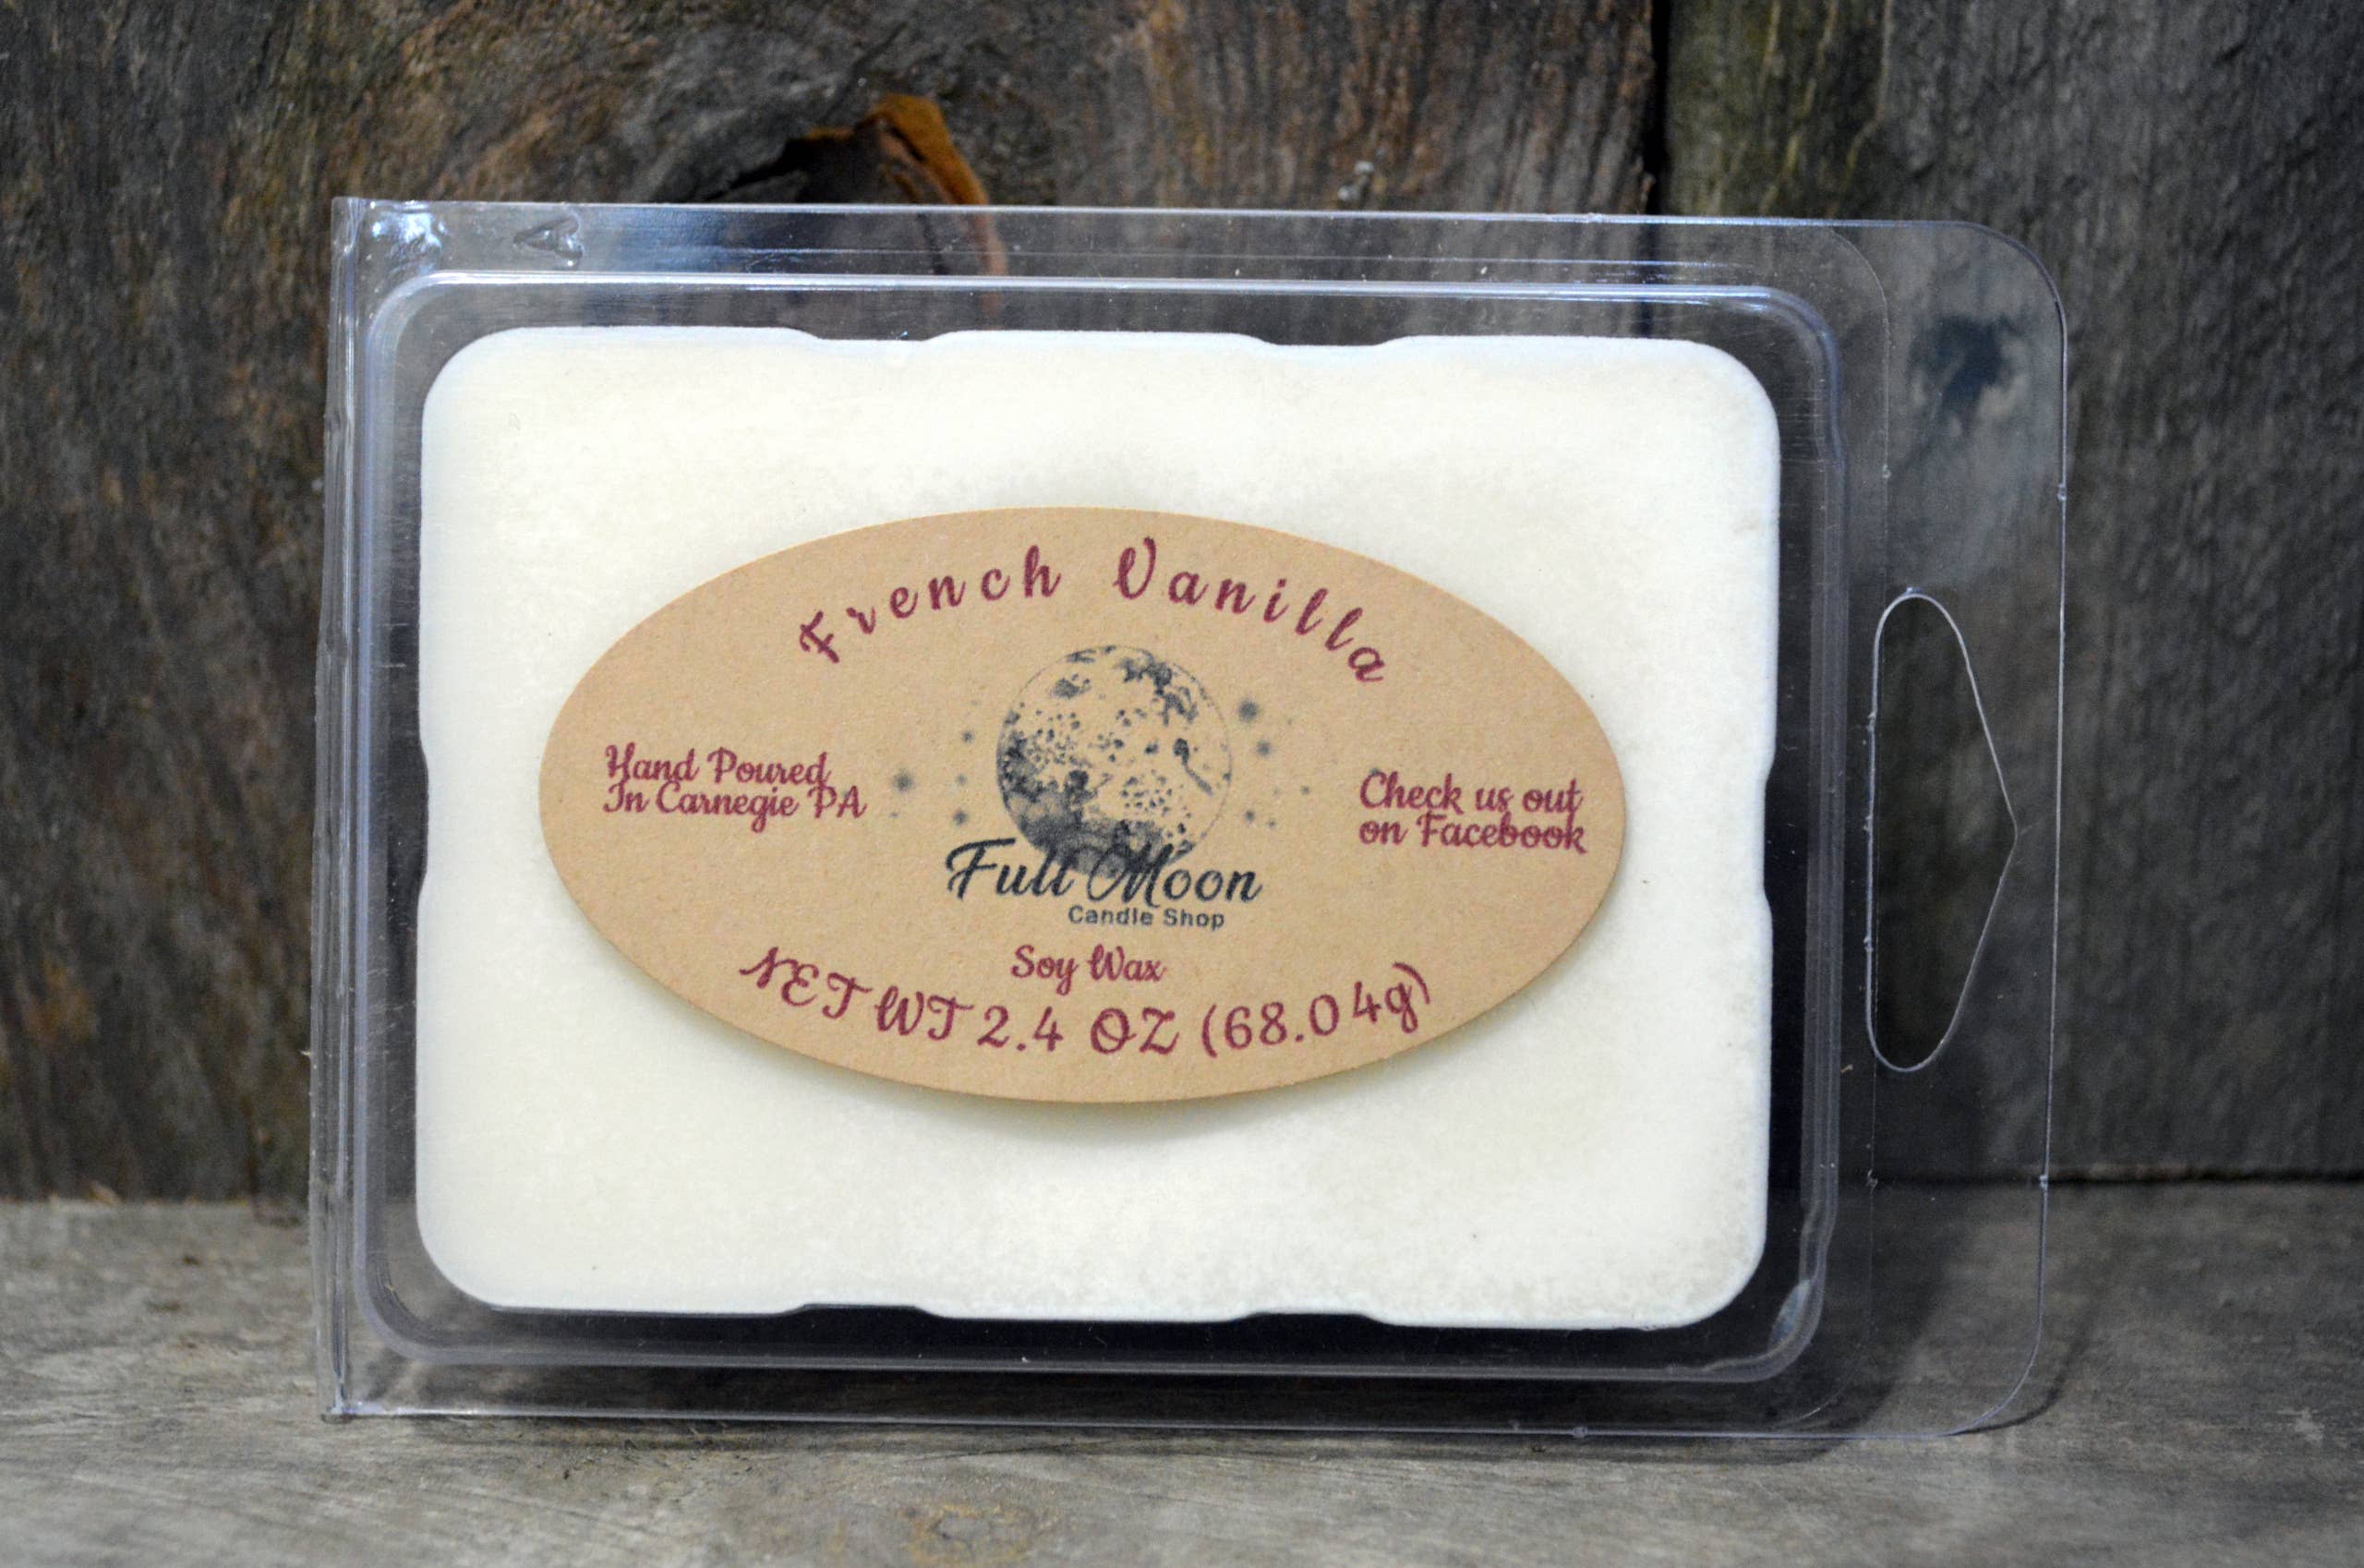 French Vanilla
Hand Poured
In Carnegie PA
Check us out
on Facebook
Full Moon
Candle Shop
Soy Wax
NET WT 2.4 OZ (68.04g)
A